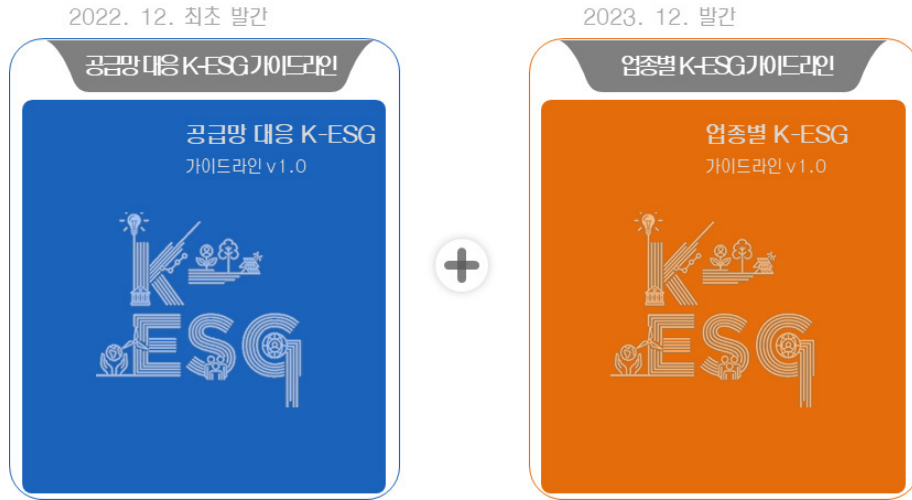 2022. 12. 최초 발간
공급망 대응 K-ESG 가이드라인
공급망 대응 K-ESG
가이드라인 v1.0
K-
ESG
2023. 12. 발간
업종별 K-ESG 가이드라인
업종별 K-ESG
가이드라인 v1.0
K-
ESG